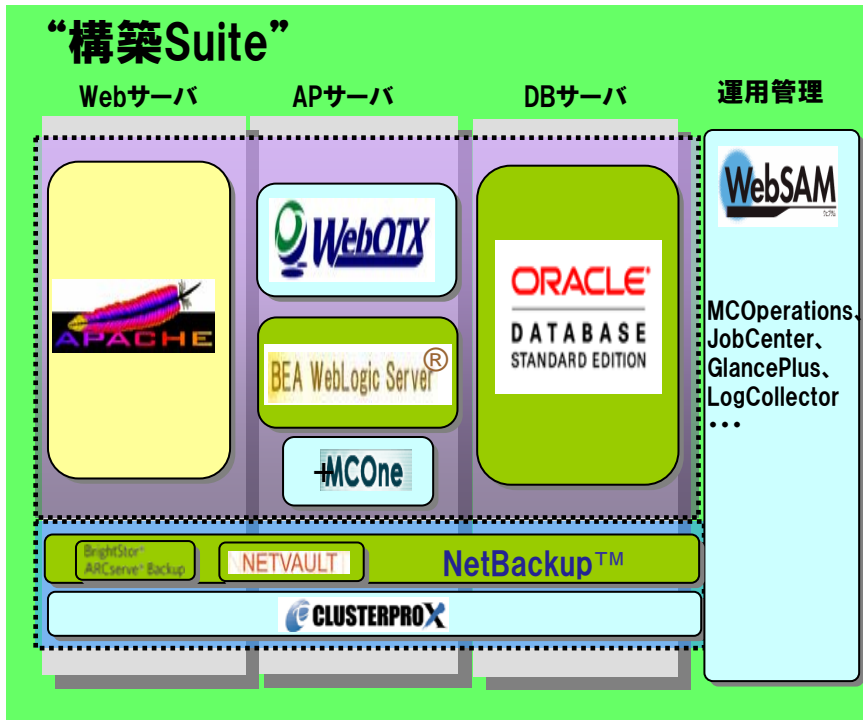 “構築Suite”
Webサーバ
APサーバ
DBサーバ
運用管理
APACHE
WebOTX
BEA WebLogic Server®
+MCOne
ORACLE®
DATABASE
STANDARD EDITION
WebSAM
MCOperations、
JobCenter、
GlancePlus、
LogCollector
・・・
BrightStor®
ARCserve® Backup
NETVAULT
NetBackup™
CLUSTERPRO X